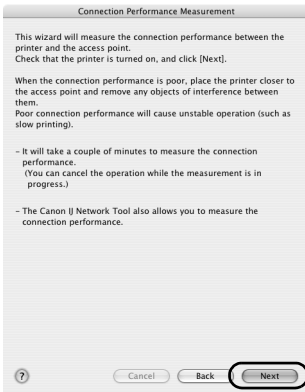 Connection Performance Measurement
This wizard will measure the connection performance between the
printer and the access point.
Check that the printer is turned on, and click [Next].
When the connection performance is poor, place the printer closer to
the access point and remove any objects of interference between
them.
Poor connection performance will cause unstable operation (such as
slow printing).
- It will take a couple of minutes to measure the connection
performance.
(You can cancel the operation while the measurement is in
progress.)
- The Canon IJ Network Tool also allows you to measure the
connection performance.
? Cancel Back Next